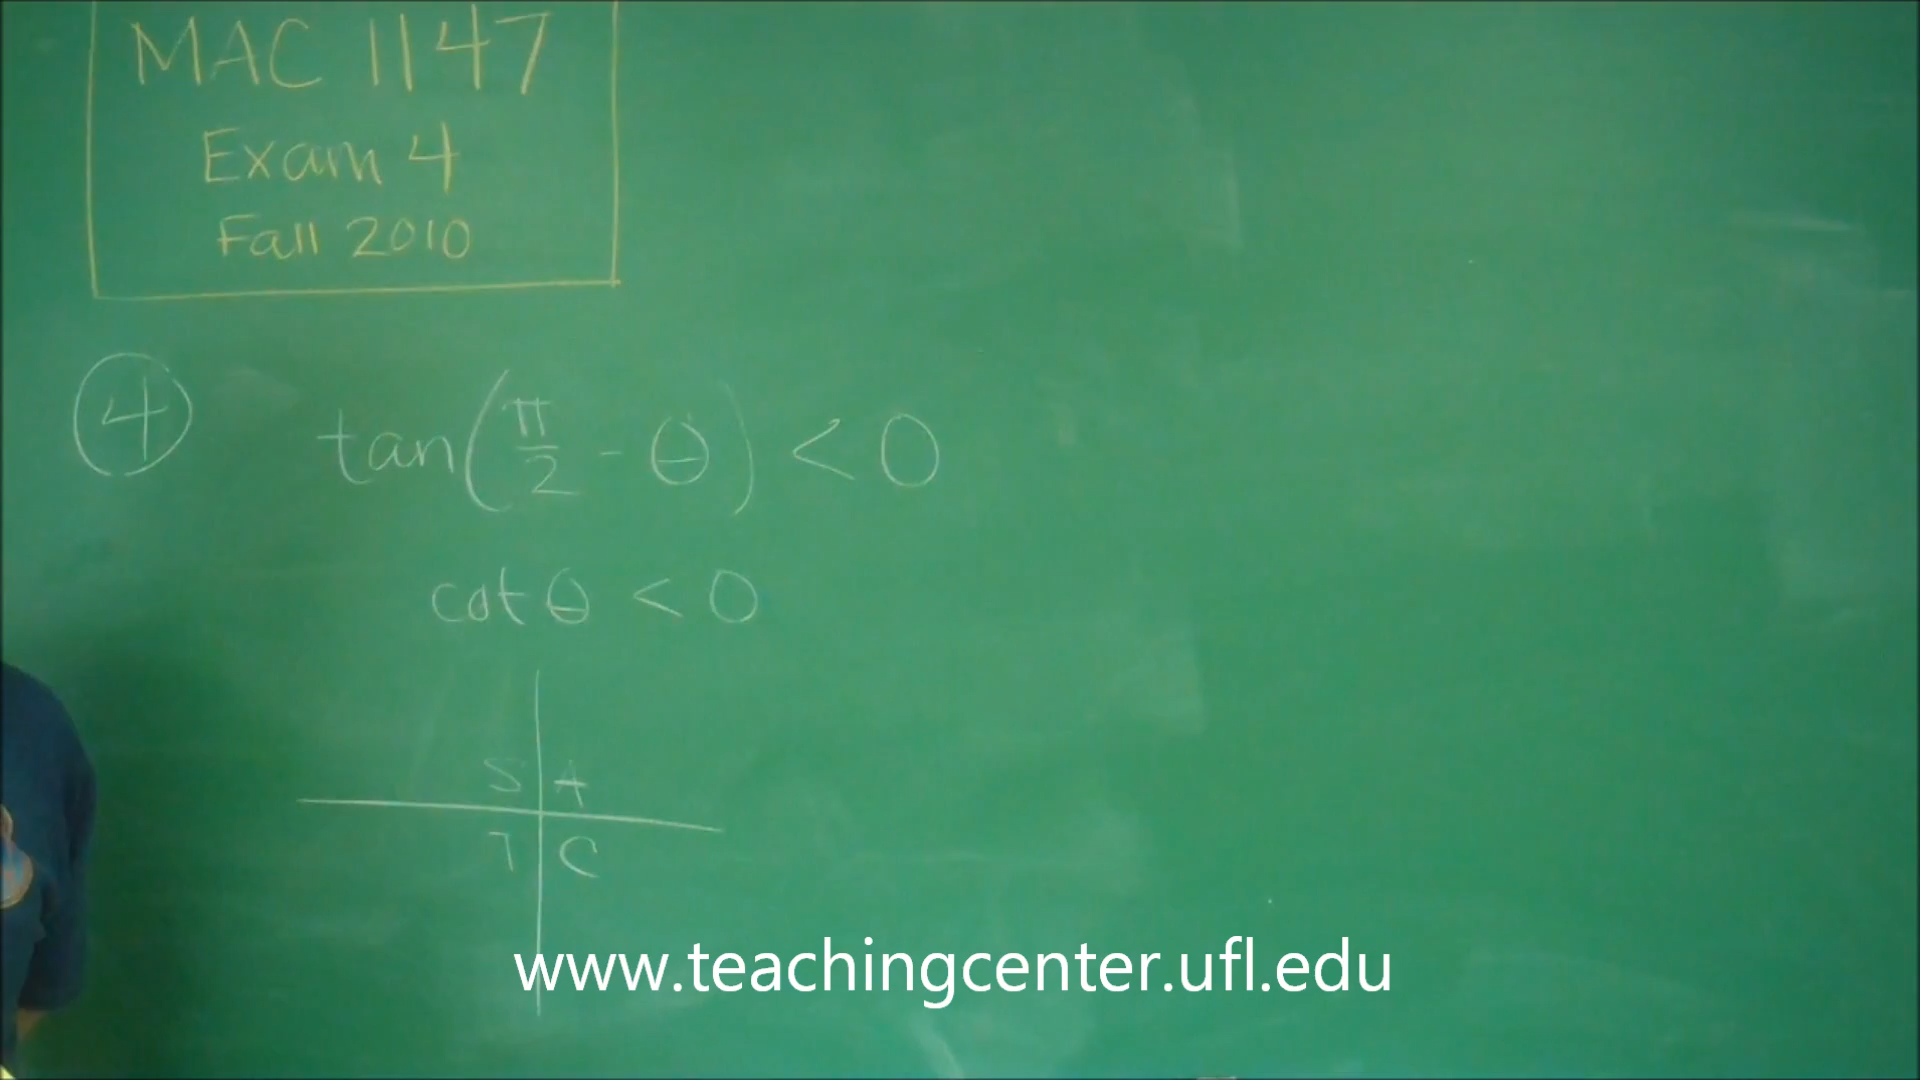 MAC 1147
Exam 4
Fall 2010
④ tan(π/2 - θ) < 0
cot θ < 0
S A
T C
www.teachingcenter.ufl.edu